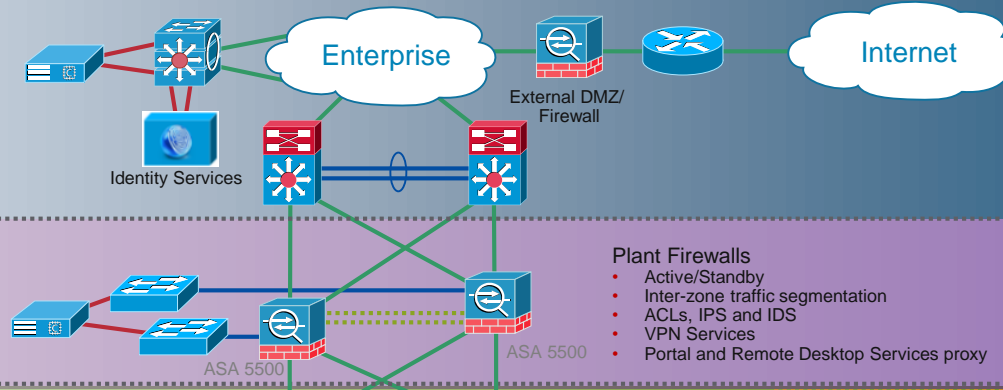 Enterprise
Internet
External DMZ/
Firewall
Identity Services
Plant Firewalls
• Active/Standby
• Inter-zone traffic segmentation
• ACLs, IPS and IDS
• VPN Services
• Portal and Remote Desktop Services proxy
ASA 5500
ASA 5500